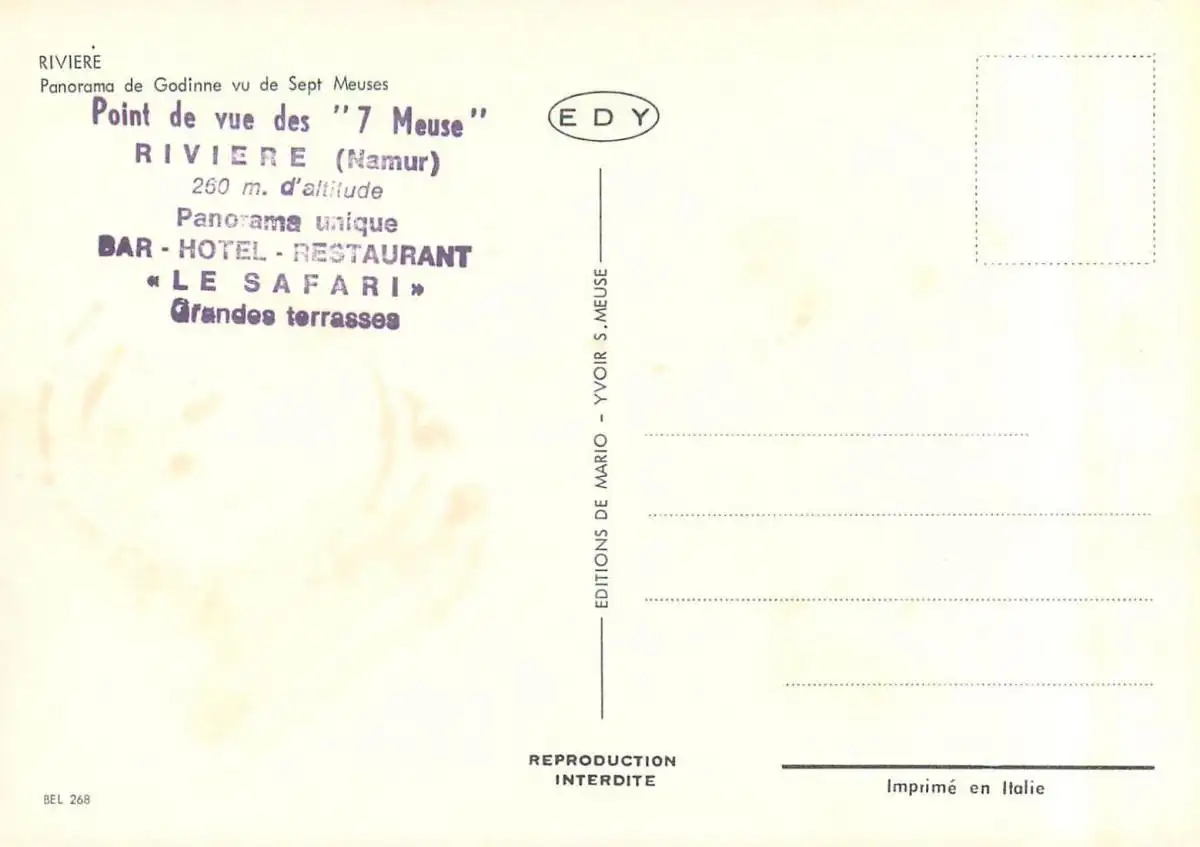 RIVIERE
Panorama de Godinne vu de Sept Meuses
Point de vue des "7 Meuse"
RIVIERE (Namur)
260 m. d'altitude
Panorama unique
BAR - HOTEL - RESTAURANT
« LE SAFARI »
Grandes terrasses
BEL 268
EDY
EDITIONS DE MARIO - YVOIR S.MEUSE
REPRODUCTION
INTERDITE
Imprimé en Italie